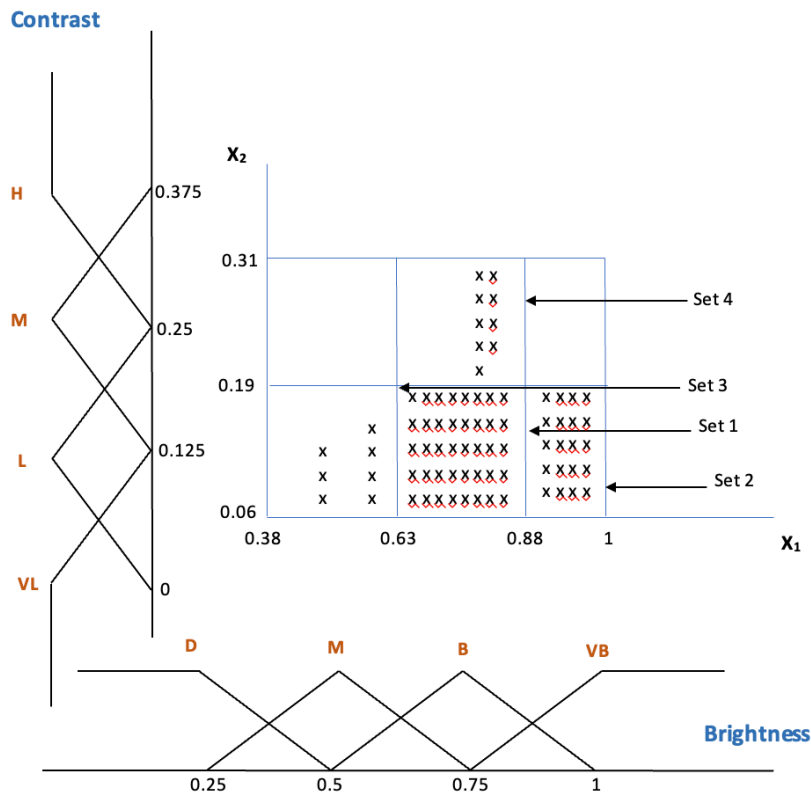 Contrast
X₂
H
0.375
0.31
Set 4
M
0.25
0.19
Set 3
x x
x x
x x
x x
x
Set 1
x x x x x x x x
x x x x x x x x
x x x x x x x x
x x x x x x x x
x x x x x x x x
x x x x
x x x x
x x x x
x x x x
x x x x
x
x x
x x
x x
L
0.125
Set 2
0.06
0.38
0.63
0.88
1
X₁
VL
0
D
M
B
VB
Brightness
0.25
0.5
0.75
1